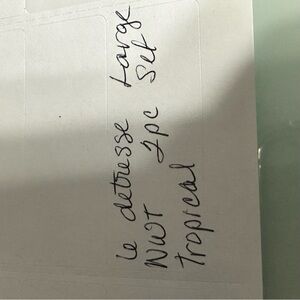 le detresse Large
NWT 2pc Set
Tropical